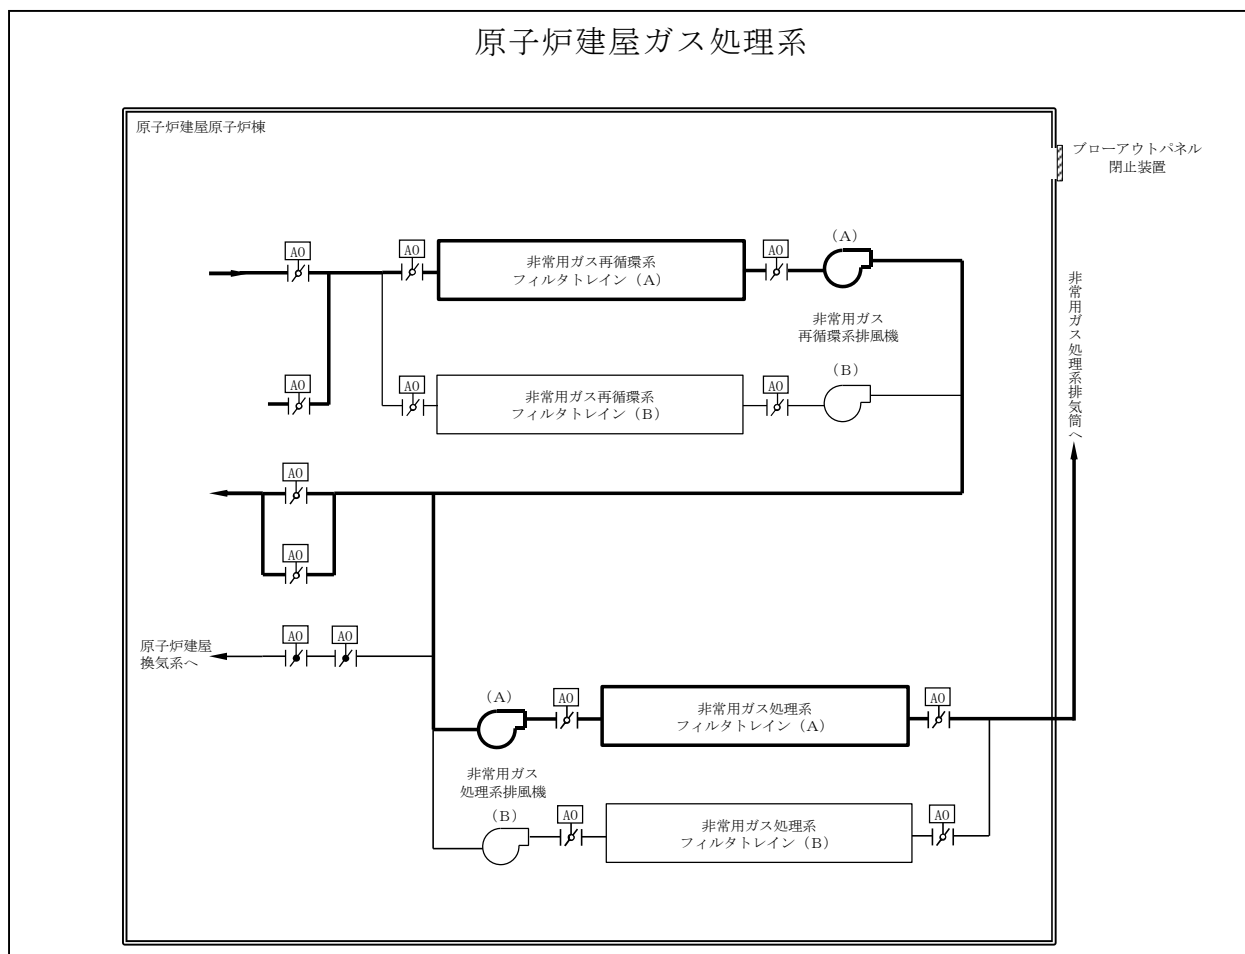 原子炉建屋ガス処理系
原子炉建屋原子炉棟
ブローアウトパネル
閉止装置
AO
AO
非常用ガス再循環系
フィルタトレイン（A）
AO
（A）
非常用ガス
再循環系排風機
AO
AO
非常用ガス再循環系
フィルタトレイン（B）
AO
（B）
非常用ガス処理系排気筒へ
AO
AO
原子炉建屋
換気系へ
AO
AO
（A）
AO
非常用ガス処理系
フィルタトレイン（A）
AO
非常用ガス
処理系排風機
（B）
AO
非常用ガス処理系
フィルタトレイン（B）
AO